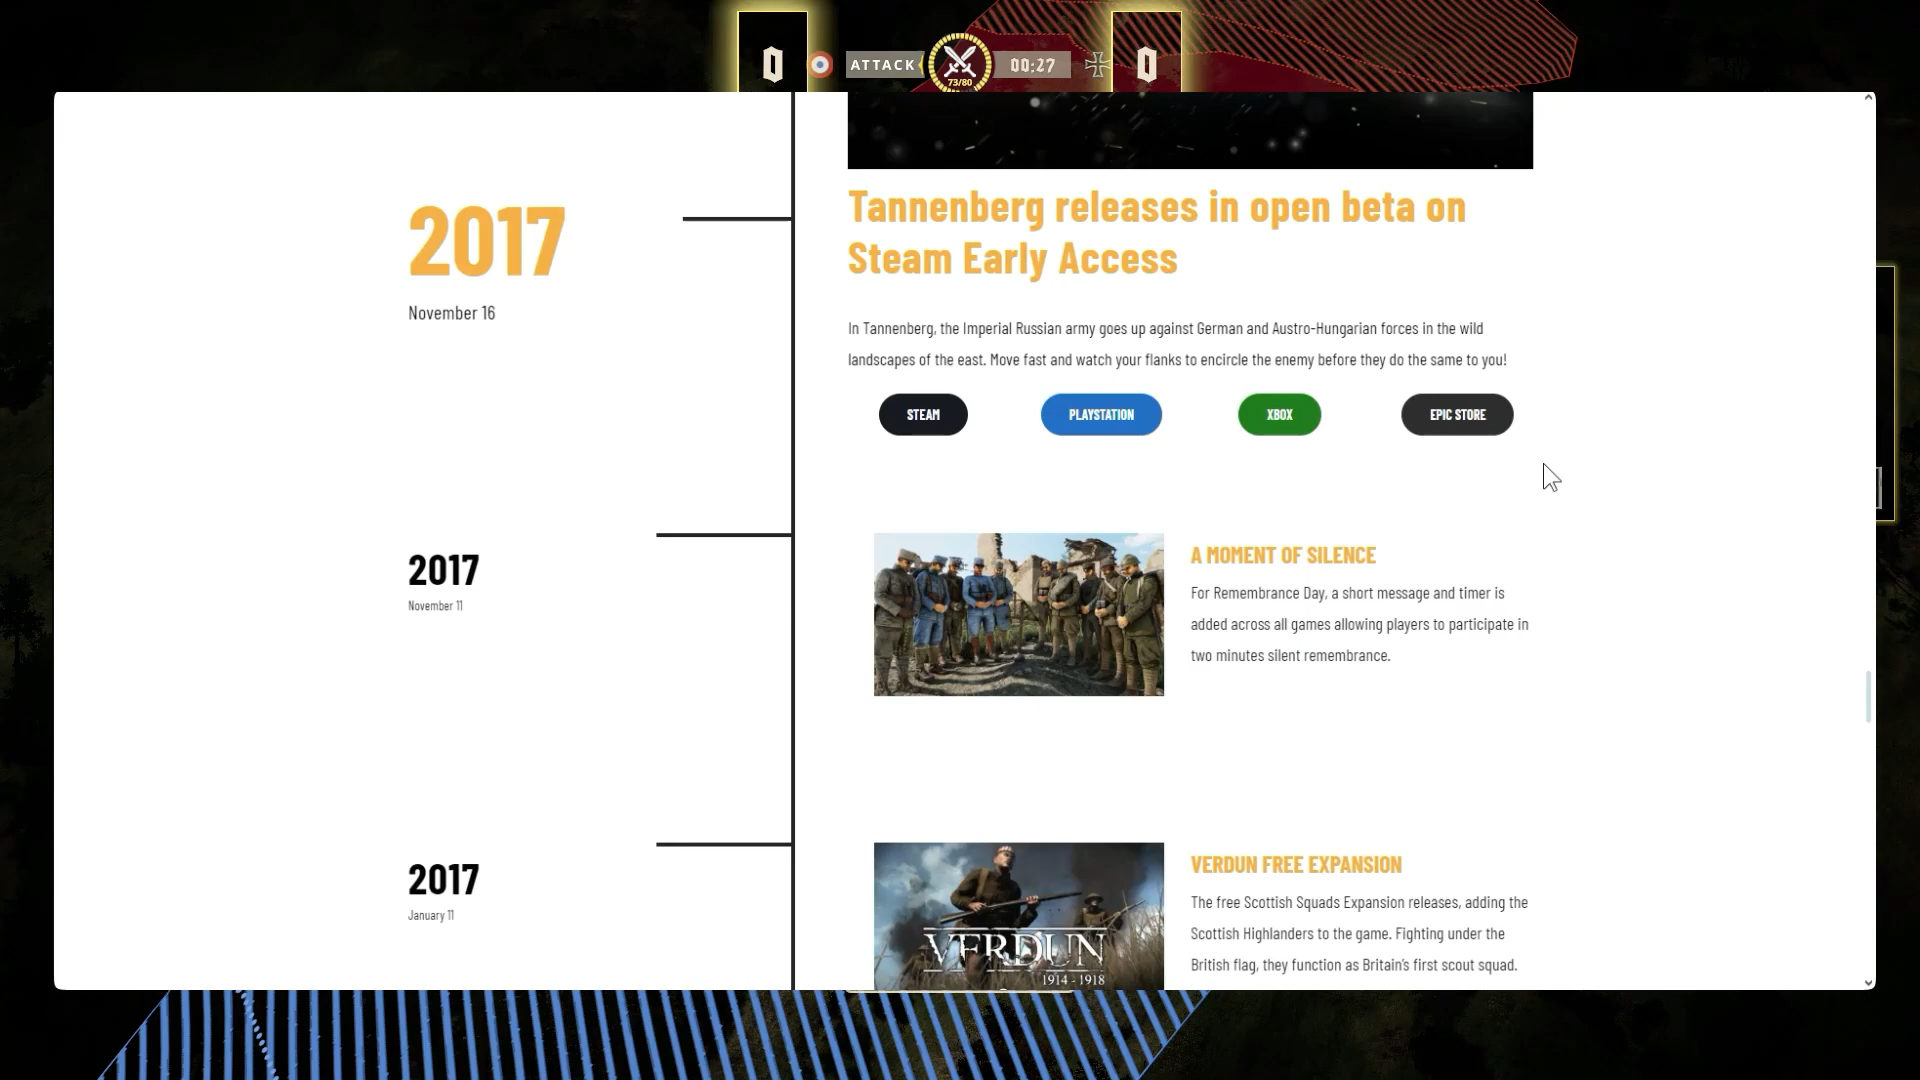 0
ATTACK
73/80
00:27
0
2017
November 16
Tannenberg releases in open beta on
Steam Early Access
In Tannenberg, the Imperial Russian army goes up against German and Austro-Hungarian forces in the wild
landscapes of the east. Move fast and watch your flanks to encircle the enemy before they do the same to you!
STEAM
PLAYSTATION
XBOX
EPIC STORE
2017
November 11
A MOMENT OF SILENCE
For Remembrance Day, a short message and timer is
added across all games allowing players to participate in
two minutes silent remembrance.
2017
January 11
VERDUN
1914 - 1918
VERDUN FREE EXPANSION
The free Scottish Squads Expansion releases, adding the
Scottish Highlanders to the game. Fighting under the
British flag, they function as Britain's first scout squad.